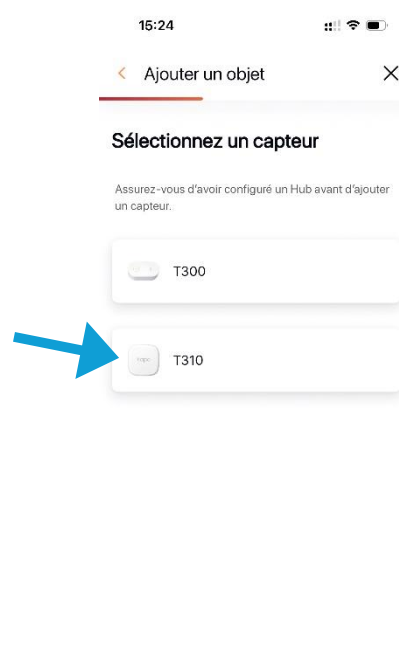 15:24
Ajouter un objet
Sélectionnez un capteur
Assurez-vous d'avoir configuré un Hub avant d'ajouter
un capteur.
T300
tapo
T310